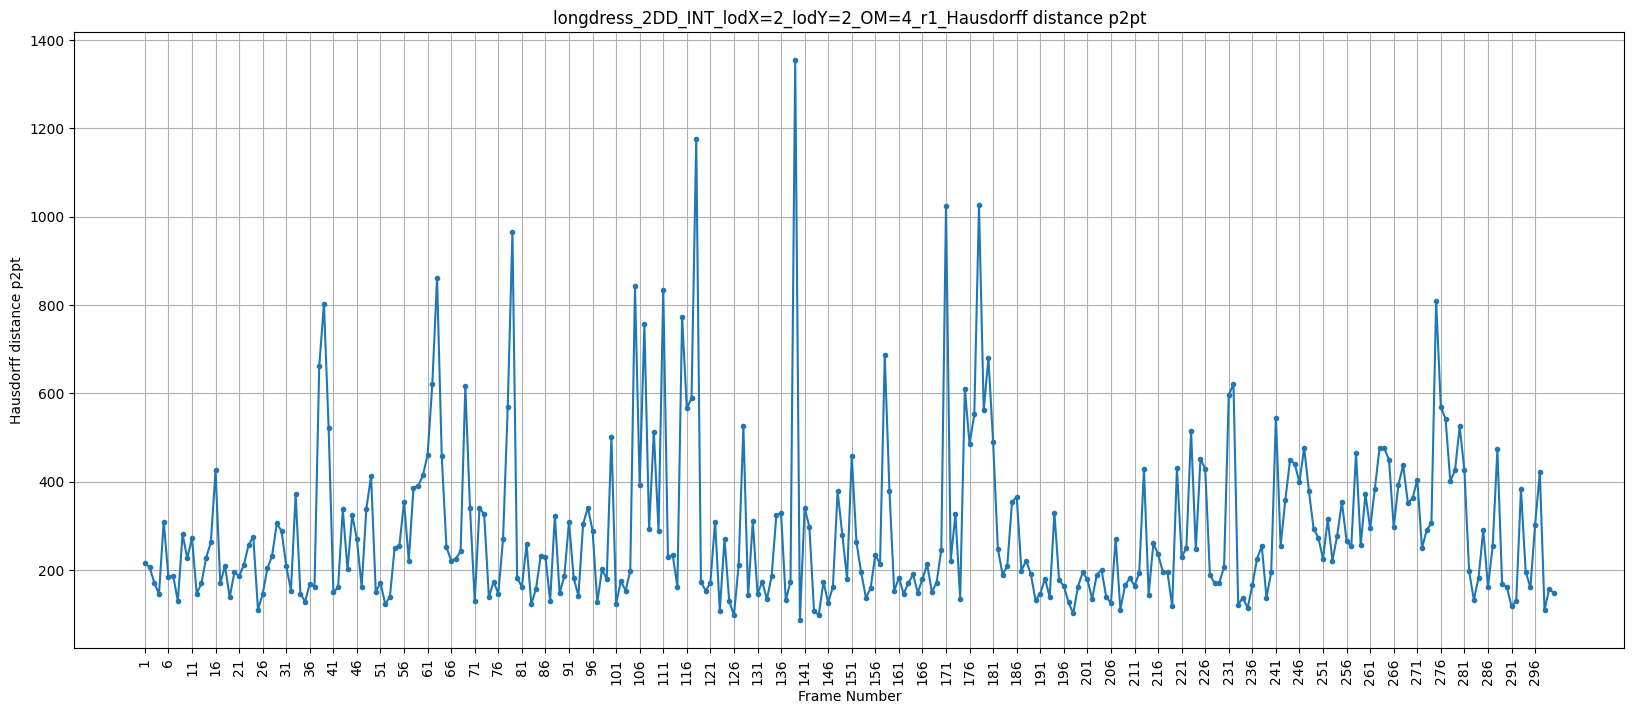 longdress_2DD_INT_lodX=2_lodY=2_OM=4_r1_Hausdorff distance p2pt
Hausdorff distance p2pt
1400
1200
1000
800
600
400
200
1 6 11 16 21 26 31 36 41 46 51 56 61 66 71 76 81 86 91 96 101 106 111 116 121 126 131 136 141 146 151 156 161 166 171 176 181 186 191 196 201 206 211 216 221 226 231 236 241 246 251 256 261 266 271 276 281 286 291 296
Frame Number